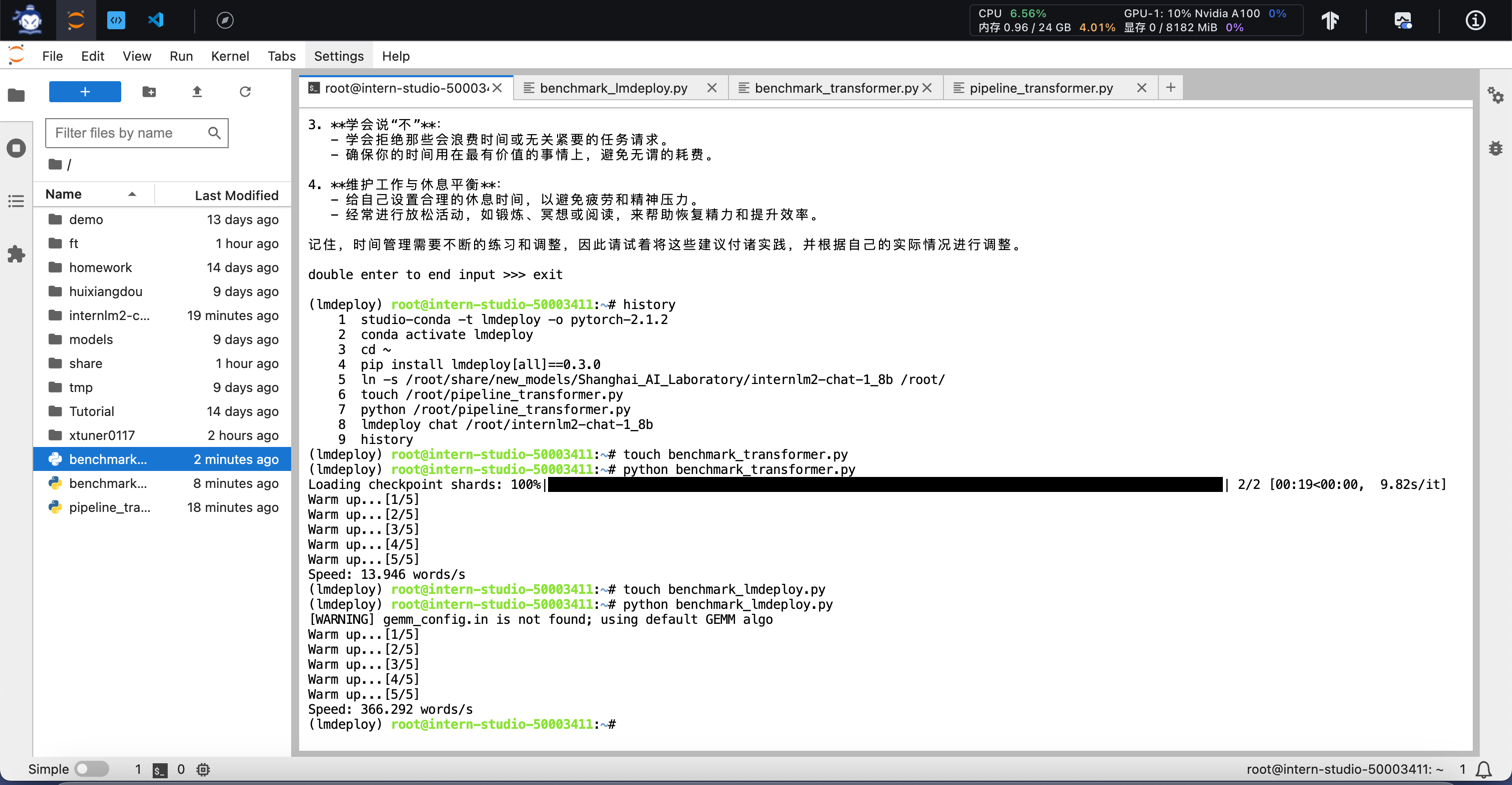 CPU 6.56% GPU-1: 10% Nvidia A100 0%
内存 0.96 / 24 GB 4.01% 显存 0 / 8182 MiB 0%
File Edit View Run Kernel Tabs Settings Help
+
root@intern-studio-50003
benchmark_lmdeploy.py
benchmark_transformer.py
pipeline_transformer.py
+
Filter files by name
/
Name Last Modified
demo 13 days ago
ft 1 hour ago
homework 14 days ago
huixiangdou 9 days ago
internlm2-c... 19 minutes ago
models 9 days ago
share 1 hour ago
tmp 9 days ago
Tutorial 14 days ago
xtuner0117 2 hours ago
benchmark... 2 minutes ago
benchmark... 8 minutes ago
pipeline_tra... 18 minutes ago
3. **学会说“不”**:
- 学会拒绝那些会浪费时间或无关紧要的任务请求。
- 确保你的时间用在最有价值的事情上，避免无谓的耗费。
4. **维护工作与休息平衡**:
- 给自己设置合理的休息时间，以避免疲劳和精神压力。
- 经常进行放松活动，如锻炼、冥想或阅读，来帮助恢复精力和提升效率。
记住，时间管理需要不断的练习和调整，因此请试着将这些建议付诸实践，并根据自己的实际情况进行调整。
double enter to end input >>> exit
(lmdeploy) root@intern-studio-50003411:~# history
1 studio-conda -t lmdeploy -o pytorch-2.1.2
2 conda activate lmdeploy
3 cd ~
4 pip install lmdeploy[all]==0.3.0
5 ln -s /root/share/new_models/Shanghai_AI_Laboratory/internlm2-chat-1_8b /root/
6 touch /root/pipeline_transformer.py
7 python /root/pipeline_transformer.py
8 lmdeploy chat /root/internlm2-chat-1_8b
9 history
(lmdeploy) root@intern-studio-50003411:~# touch benchmark_transformer.py
(lmdeploy) root@intern-studio-50003411:~# python benchmark_transformer.py
Loading checkpoint shards: 100%| | 2/2 [00:19<00:00, 9.82s/it]
Warm up...[1/5]
Warm up...[2/5]
Warm up...[3/5]
Warm up...[4/5]
Warm up...[5/5]
Speed: 13.946 words/s
(lmdeploy) root@intern-studio-50003411:~# touch benchmark_lmdeploy.py
(lmdeploy) root@intern-studio-50003411:~# python benchmark_lmdeploy.py
[WARNING] gemm_config.in is not found; using default GEMM algo
Warm up...[1/5]
Warm up...[2/5]
Warm up...[3/5]
Warm up...[4/5]
Warm up...[5/5]
Speed: 366.292 words/s
(lmdeploy) root@intern-studio-50003411:~#
Simple 1 0 root@intern-studio-50003411: ~ 1